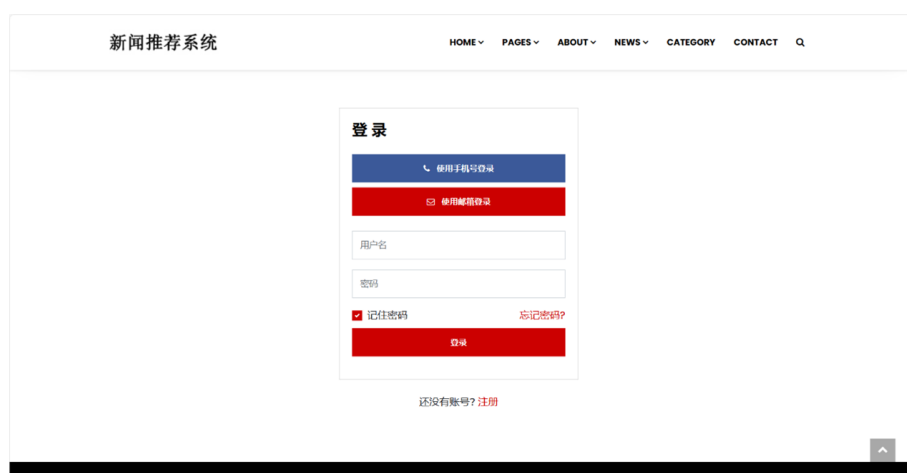 新闻推荐系统 HOME PAGES ABOUT NEWS CATEGORY CONTACT
登 录
使用手机号登录
使用邮箱登录
用户名
密码
记住密码 忘记密码?
登录
还没有账号? 注册